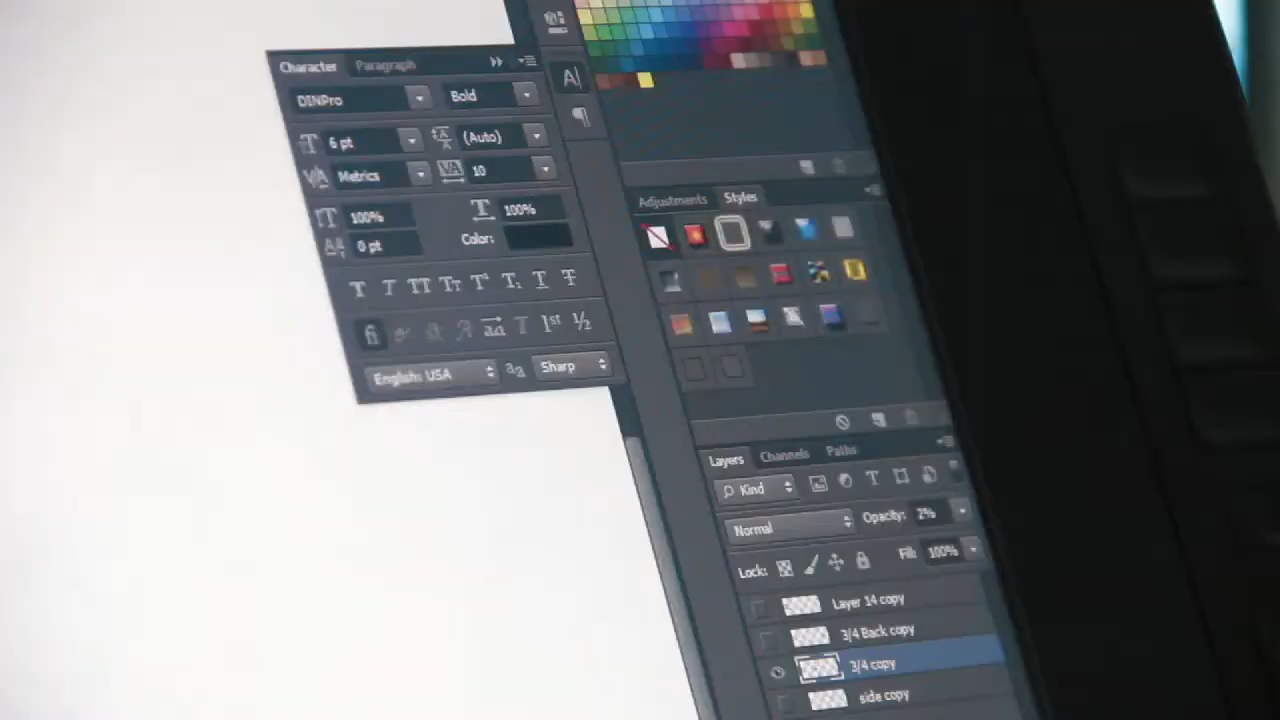 Character Paragraph
DINPro Bold
6 pt (Auto)
Metrics 10
100% 100%
0 pt Color:
English: USA Sharp
Adjustments Styles
Layers Channels Paths
Kind
Normal Opacity: 2%
Lock: Fill: 100%
Layer 14 copy
3/4 Back copy
3/4 copy
side copy